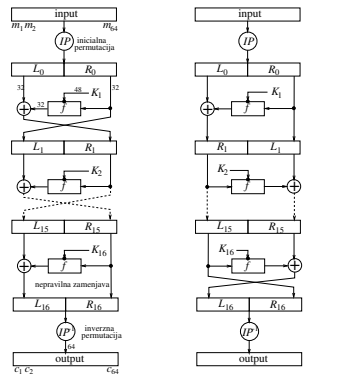 input
m1 m2 m64
IP
inicialna
permutacija
L0 R0
32 48 K1 32
32 f
L1 R1
K2
f
L15 R15
K16
f
nepravilna zamenjava
L16 R16
IP-1
inverzna
permutacija
64
output
c1 c2 c64
input
IP
L0 R0
K1
f
R1 L1
K2
f
L15 R15
K16
f
L16 R16
IP-1
output